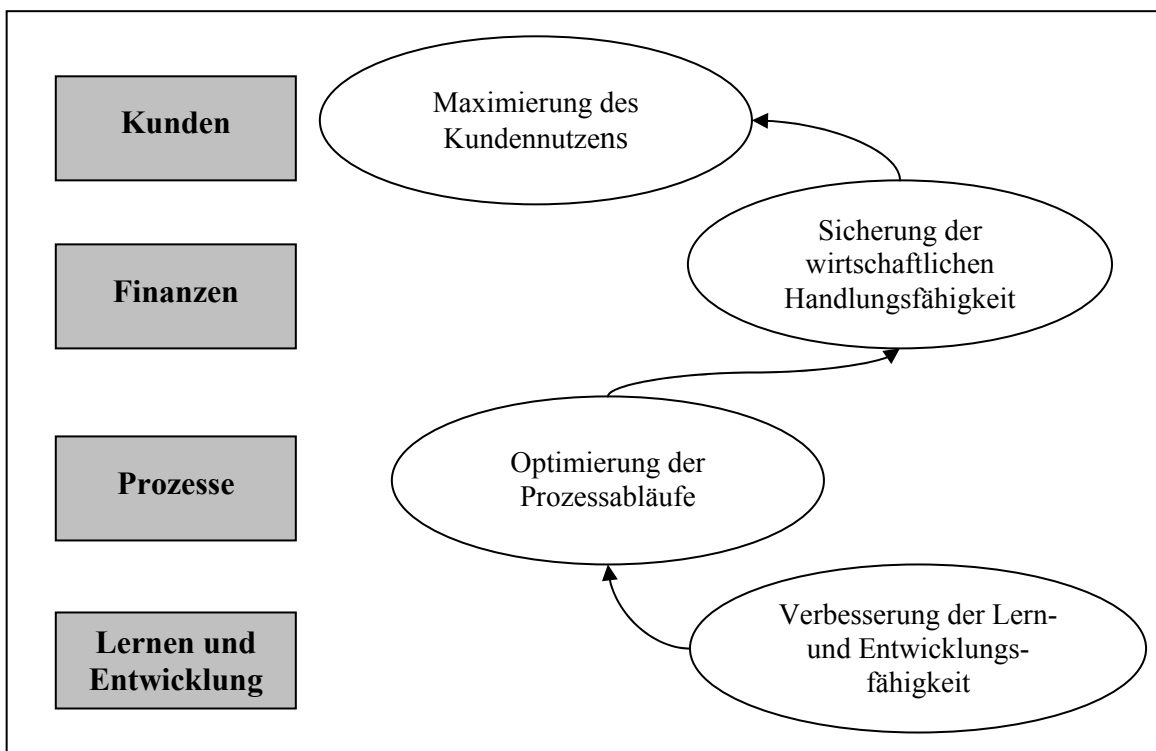 Kunden
Maximierung des
Kundennutzens
Finanzen
Sicherung der
wirtschaftlichen
Handlungsfähigkeit
Prozesse
Optimierung der
Prozessabläufe
Lernen und
Entwicklung
Verbesserung der Lern-
und Entwicklungs-
fähigkeit